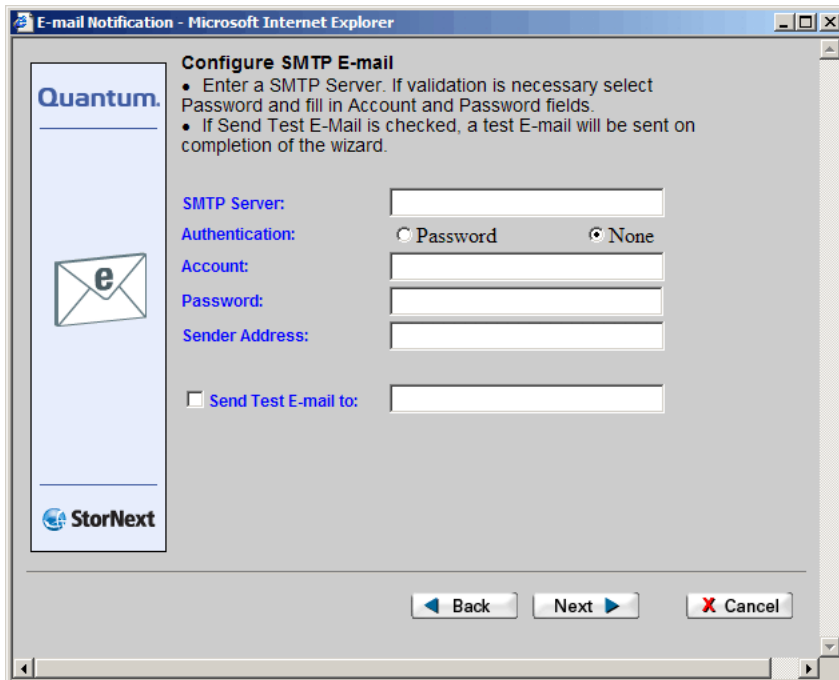 E-mail Notification - Microsoft Internet Explorer
Quantum.
Configure SMTP E-mail
• Enter a SMTP Server. If validation is necessary select
Password and fill in Account and Password fields.
• If Send Test E-Mail is checked, a test E-mail will be sent on
completion of the wizard.
SMTP Server:
Authentication: Password None
Account:
Password:
Sender Address:
Send Test E-mail to:
e
StorNext
Back Next X Cancel